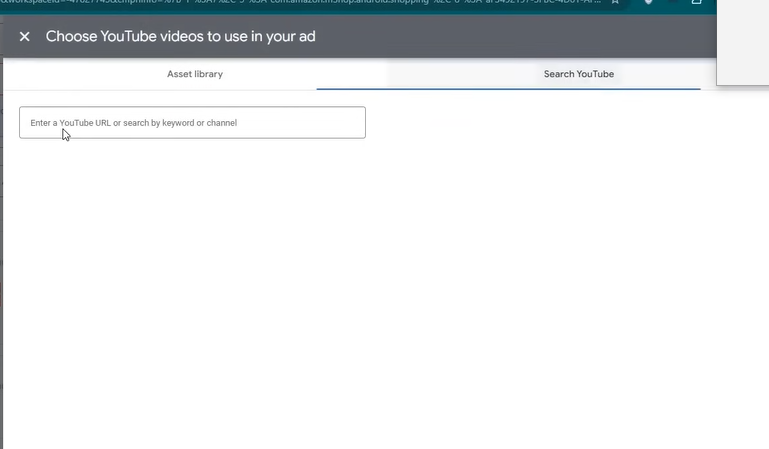 Choose YouTube videos to use in your ad
Asset library
Search YouTube
Enter a YouTube URL or search by keyword or channel